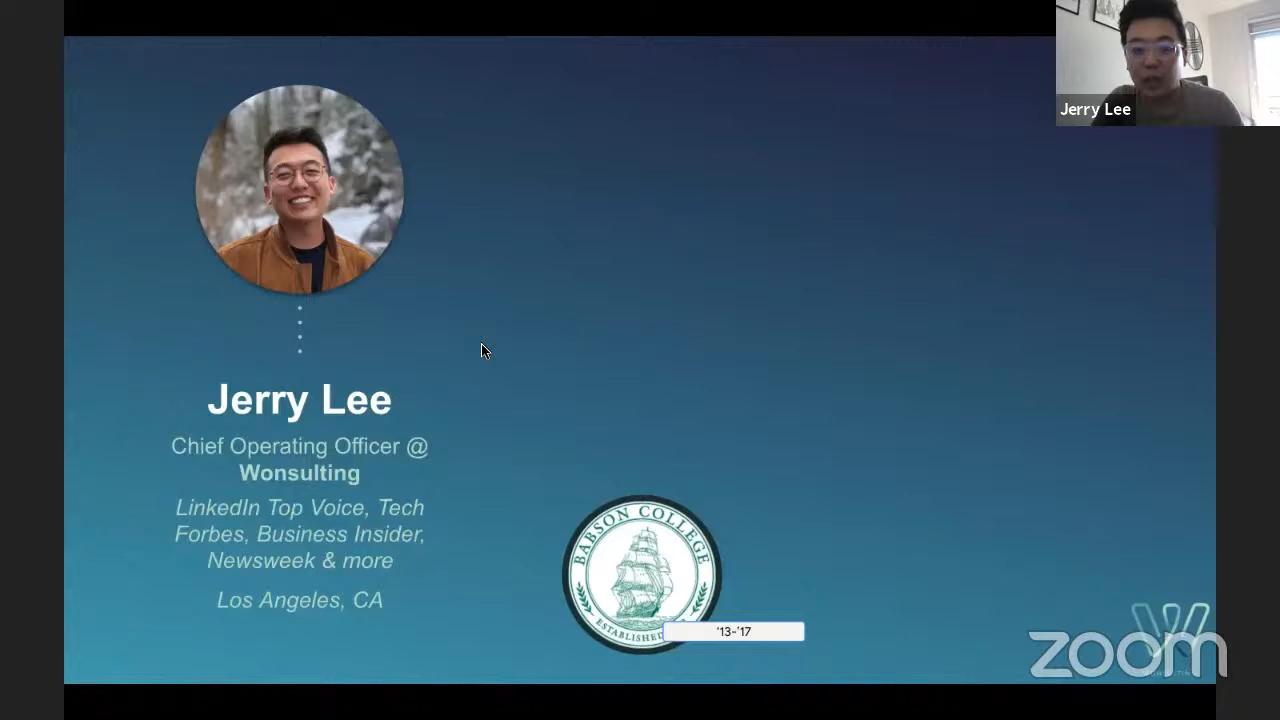 Jerry Lee
Jerry Lee
Chief Operating Officer @
Wonsulting
LinkedIn Top Voice, Tech
Forbes, Business Insider,
Newsweek & more
Los Angeles, CA
BABSON COLLEGE
ESTABLISHED
'13-'17
zoom